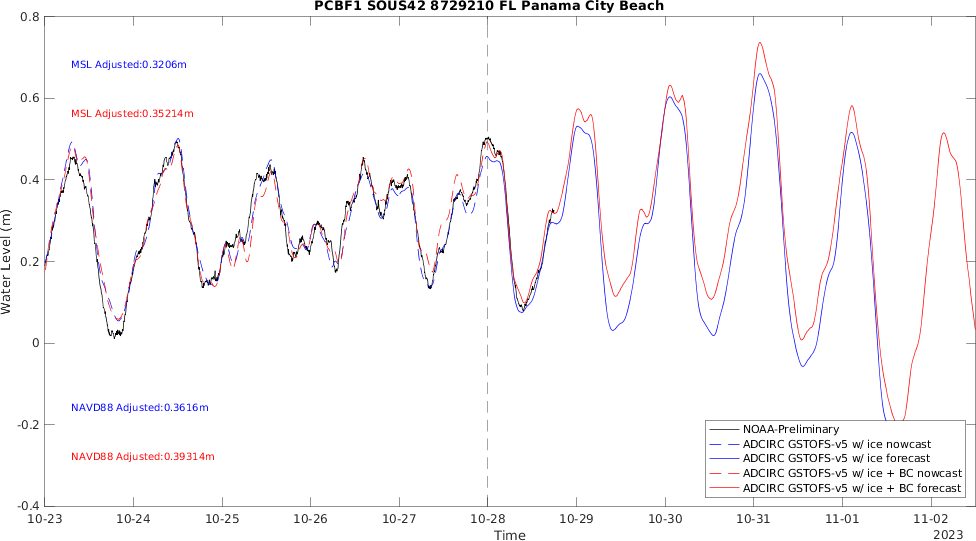 PCBF1 SOUS42 8729210 FL Panama City Beach
0.8
0.6
0.4
0.2
0
-0.2
-0.4
Water Level (m)
MSL Adjusted:0.3206m
MSL Adjusted:0.35214m
NAVD88 Adjusted:0.3616m
NAVD88 Adjusted:0.39314m
NOAA-Preliminary
ADCIRC GSTOFS-v5 w/ ice nowcast
ADCIRC GSTOFS-v5 w/ ice forecast
ADCIRC GSTOFS-v5 w/ ice + BC nowcast
ADCIRC GSTOFS-v5 w/ ice + BC forecast
10-23 10-24 10-25 10-26 10-27 10-28 10-29 10-30 10-31 11-01 11-02
Time
2023